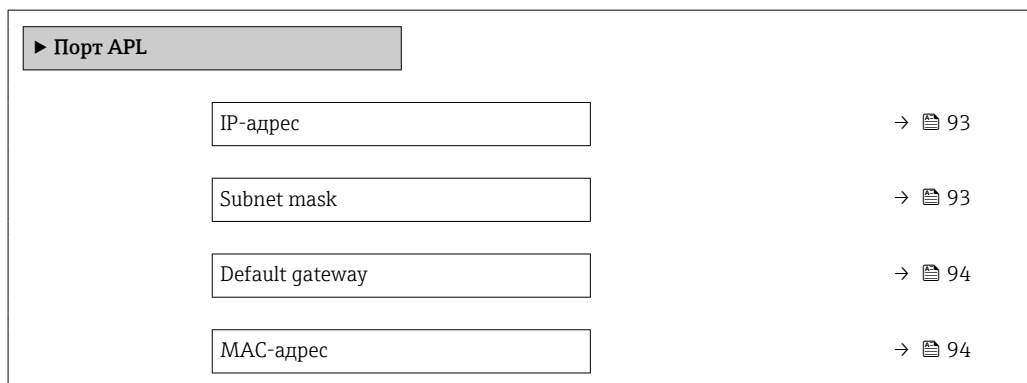 ► Порт APL
IP-адрес → 93
Subnet mask → 93
Default gateway → 94
MAC-адрес → 94